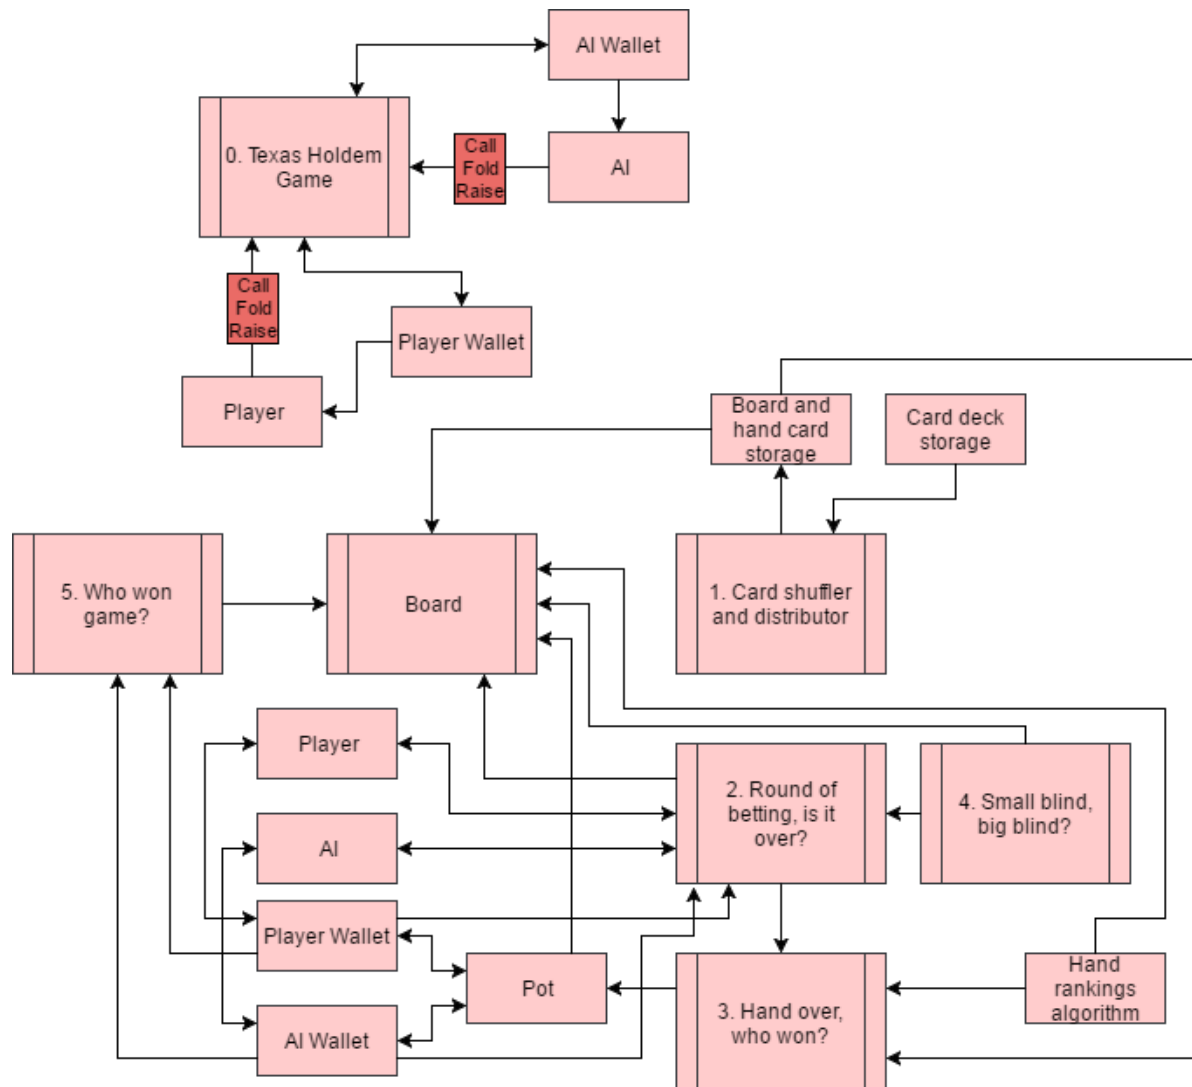 AI Wallet
0. Texas Holdem
Game
Call
Fold
Raise
AI
Call
Fold
Raise
Player Wallet
Player
Board and
hand card
storage
Card deck
storage
5. Who won
game?
Board
1. Card shuffler
and distributor
Player
2. Round of
betting, is it
over?
4. Small blind,
big blind?
AI
Player Wallet
Pot
3. Hand over,
who won?
Hand
rankings
algorithm
AI Wallet